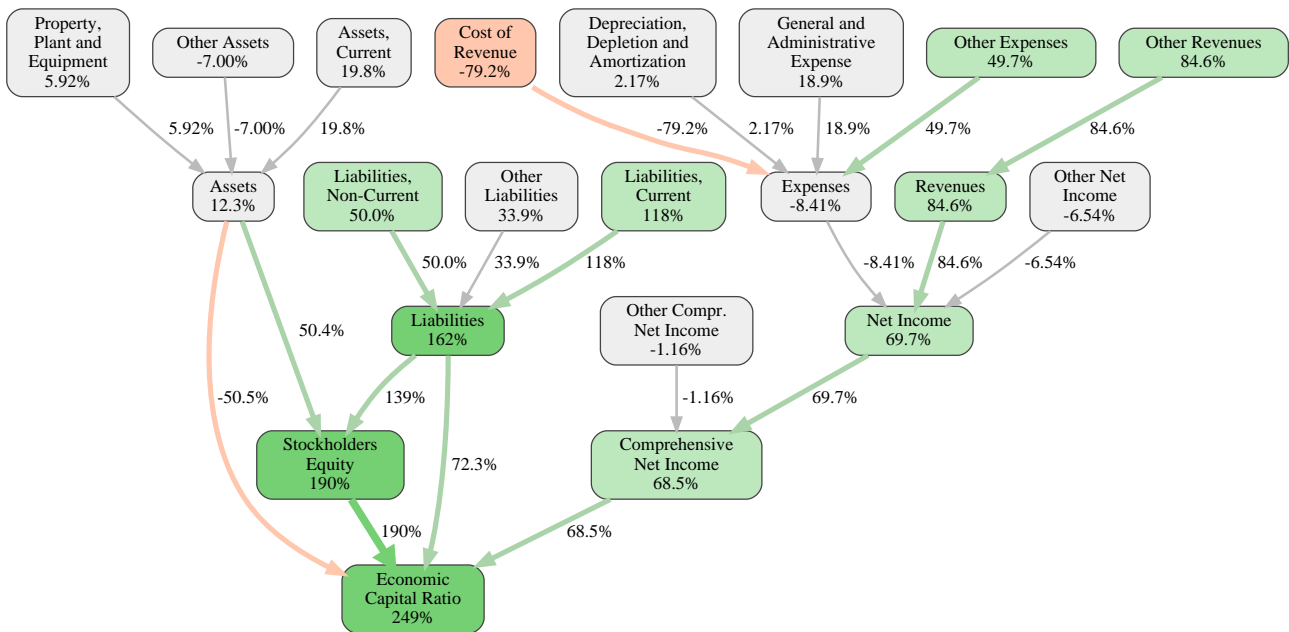 Property,
Plant and
Equipment
5.92%
Other Assets
-7.00%
Assets,
Current
19.8%
Cost of
Revenue
-79.2%
Depreciation,
Depletion and
Amortization
2.17%
General and
Administrative
Expense
18.9%
Other Expenses
49.7%
Other Revenues
84.6%
5.92%
-7.00%
19.8%
-79.2%
2.17%
18.9%
49.7%
84.6%
Assets
12.3%
Liabilities,
Non-Current
50.0%
Other
Liabilities
33.9%
Liabilities,
Current
118%
Expenses
-8.41%
Revenues
84.6%
Other Net
Income
-6.54%
50.0%
33.9%
118%
-8.41%
84.6%
-6.54%
50.4%
Liabilities
162%
Other Compr.
Net Income
-1.16%
Net Income
69.7%
-50.5%
139%
-1.16%
69.7%
Stockholders
Equity
190%
72.3%
Comprehensive
Net Income
68.5%
190%
68.5%
Economic
Capital Ratio
249%